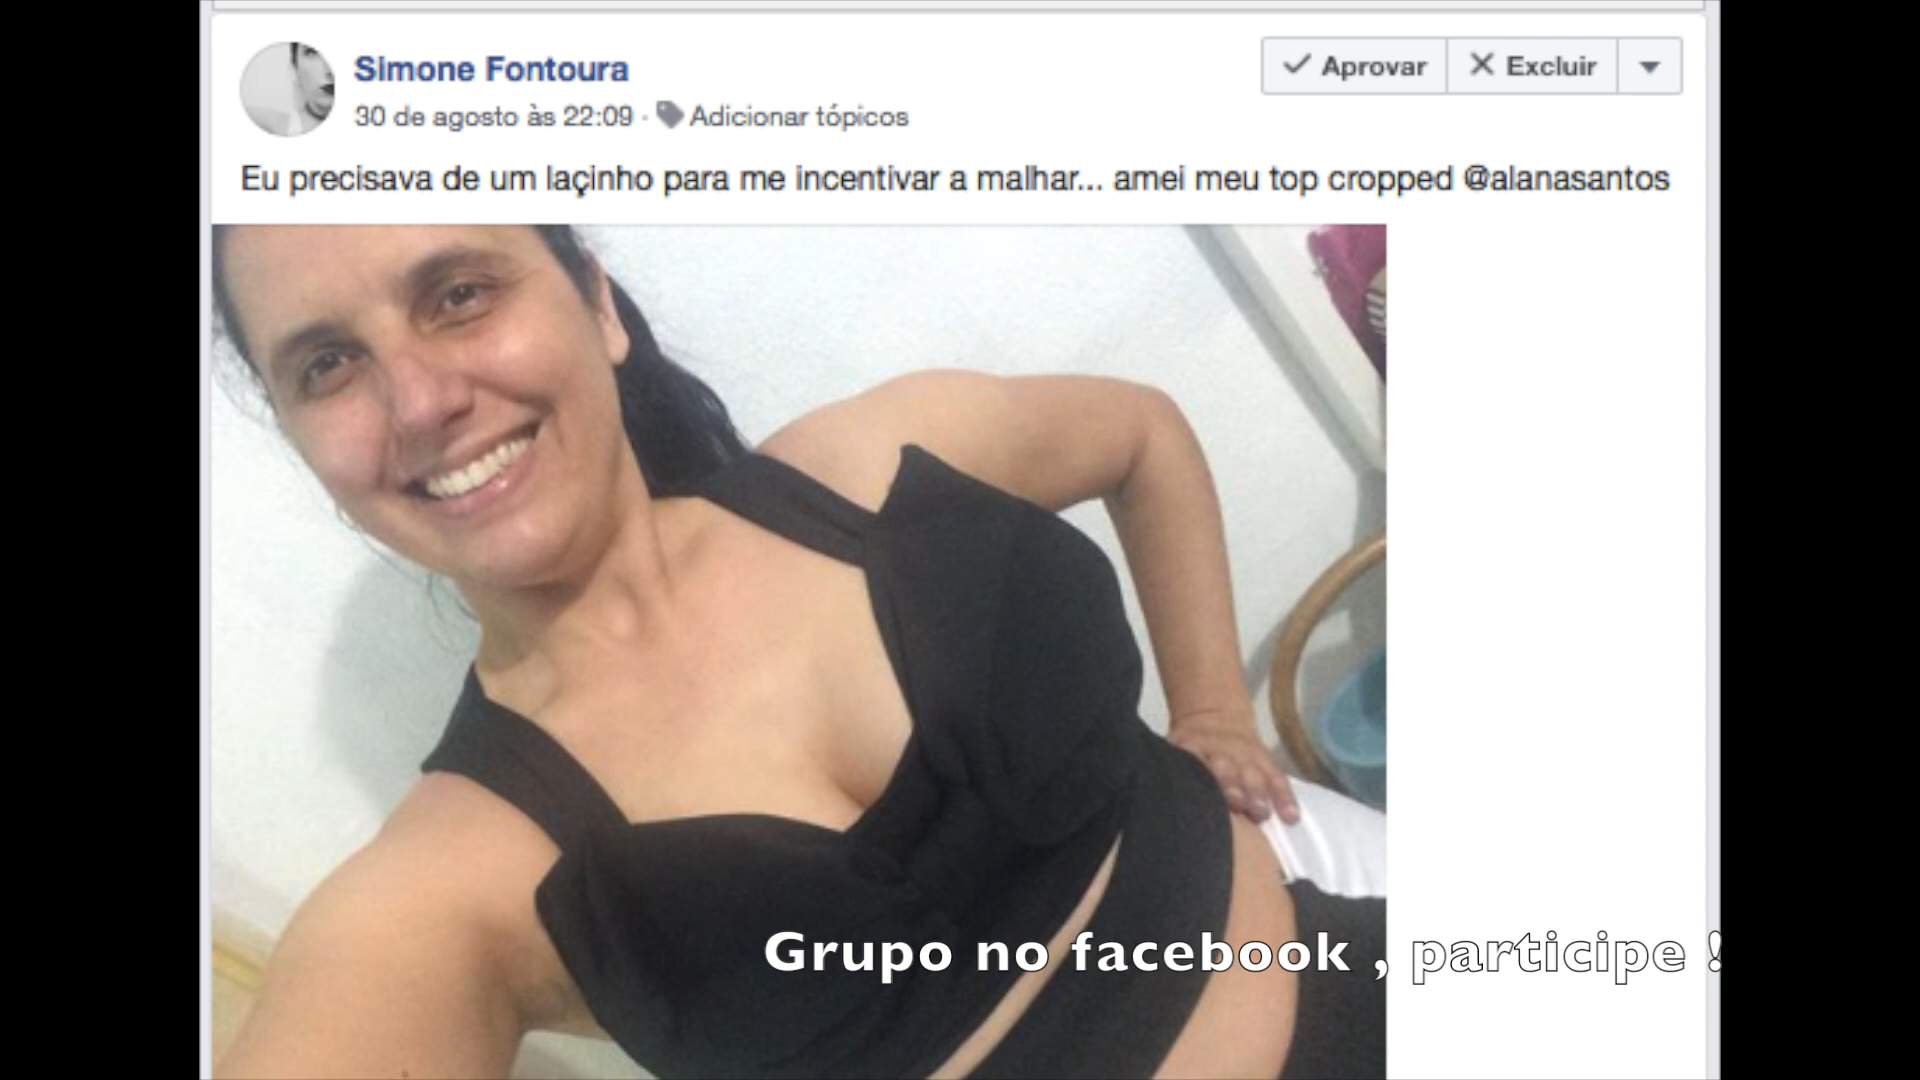 Simone Fontoura
Aprovar
Excluir
30 de agosto às 22:09 · Adicionar tópicos
Eu precisava de um laçinho para me incentivar a malhar... amei meu top cropped @alanasantos
Grupo no facebook , participe !